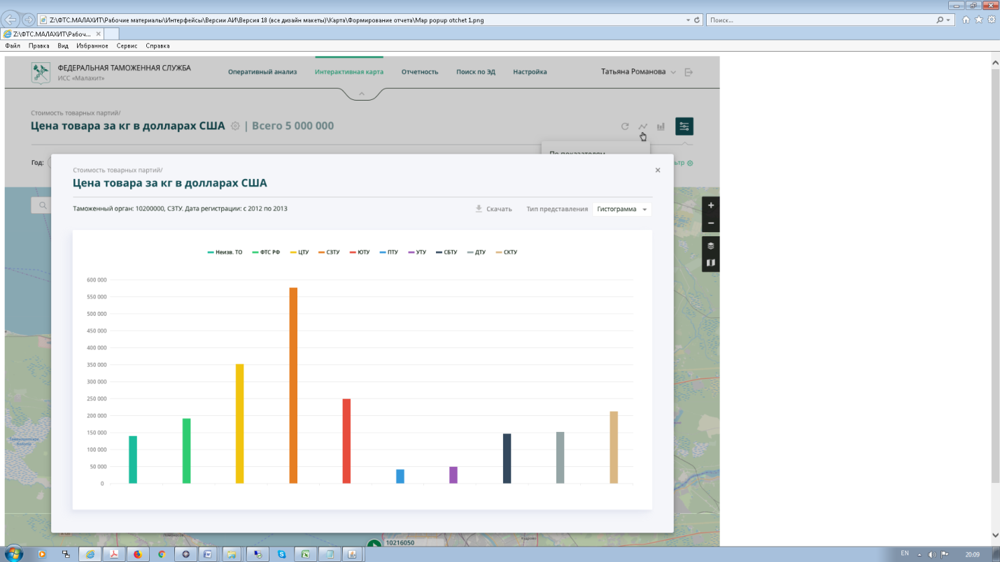 Z:\ФТС.МАЛАХИТ\Рабочие материалы\Интерфейсы\Версии АИ\Версия 18 (все дизайн макеты)\Карта\Формирование отчета\Map popup otchet 1.png
Поиск...
Z:\ФТС.МАЛАХИТ\Рабоч...
Файл Правка Вид Избранное Сервис Справка
ФЕДЕРАЛЬНАЯ ТАМОЖЕННАЯ СЛУЖБА
ИСС «Малахит»
Оперативный анализ Интерактивная карта Отчетность Поиск по ЭД Настройка Татьяна Романова
Стоимость товарных партий/
Цена товара за кг в долларах США | Всего 5 000 000
По показателям
Год:
ьтр
Стоимость товарных партий/
Цена товара за кг в долларах США
Таможенный орган: 10200000, СЗТУ. Дата регистрации: с 2012 по 2013
Скачать Тип представления Гистограмма
Неизв. ТО ФТС РФ ЦТУ СЗТУ ЮТУ ПТУ УТУ СБТУ ДТУ СКТУ
600 000
550 000
500 000
450 000
400 000
350 000
300 000
250 000
200 000
150 000
100 000
50 000
0
10216050
EN 20:09